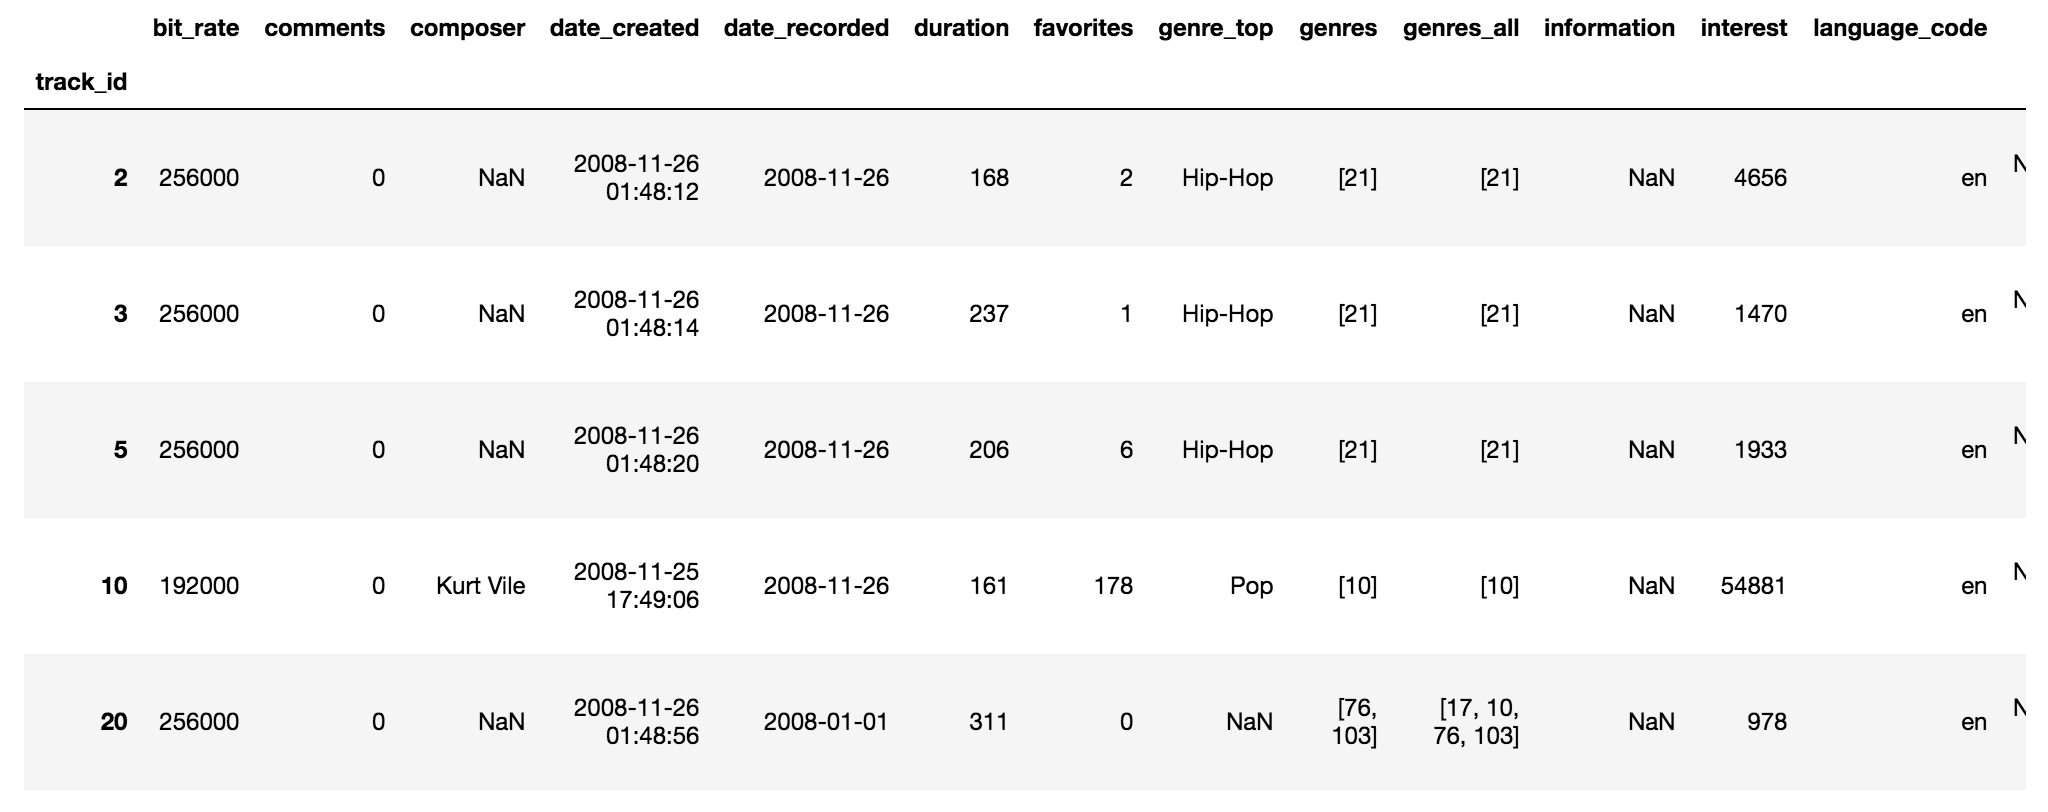 bit_rate comments composer date_created date_recorded duration favorites genre_top genres genres_all information interest language_code
track_id
2 256000 0 NaN 2008-11-26 01:48:12 2008-11-26 168 2 Hip-Hop [21] [21] NaN 4656 en
3 256000 0 NaN 2008-11-26 01:48:14 2008-11-26 237 1 Hip-Hop [21] [21] NaN 1470 en
5 256000 0 NaN 2008-11-26 01:48:20 2008-11-26 206 6 Hip-Hop [21] [21] NaN 1933 en
10 192000 0 Kurt Vile 2008-11-25 17:49:06 2008-11-26 161 178 Pop [10] [10] NaN 54881 en
20 256000 0 NaN 2008-11-26 01:48:56 2008-01-01 311 0 NaN [76, 103] [17, 10, 76, 103] NaN 978 en